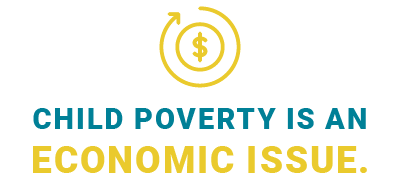 $
CHILD POVERTY IS AN
ECONOMIC ISSUE.